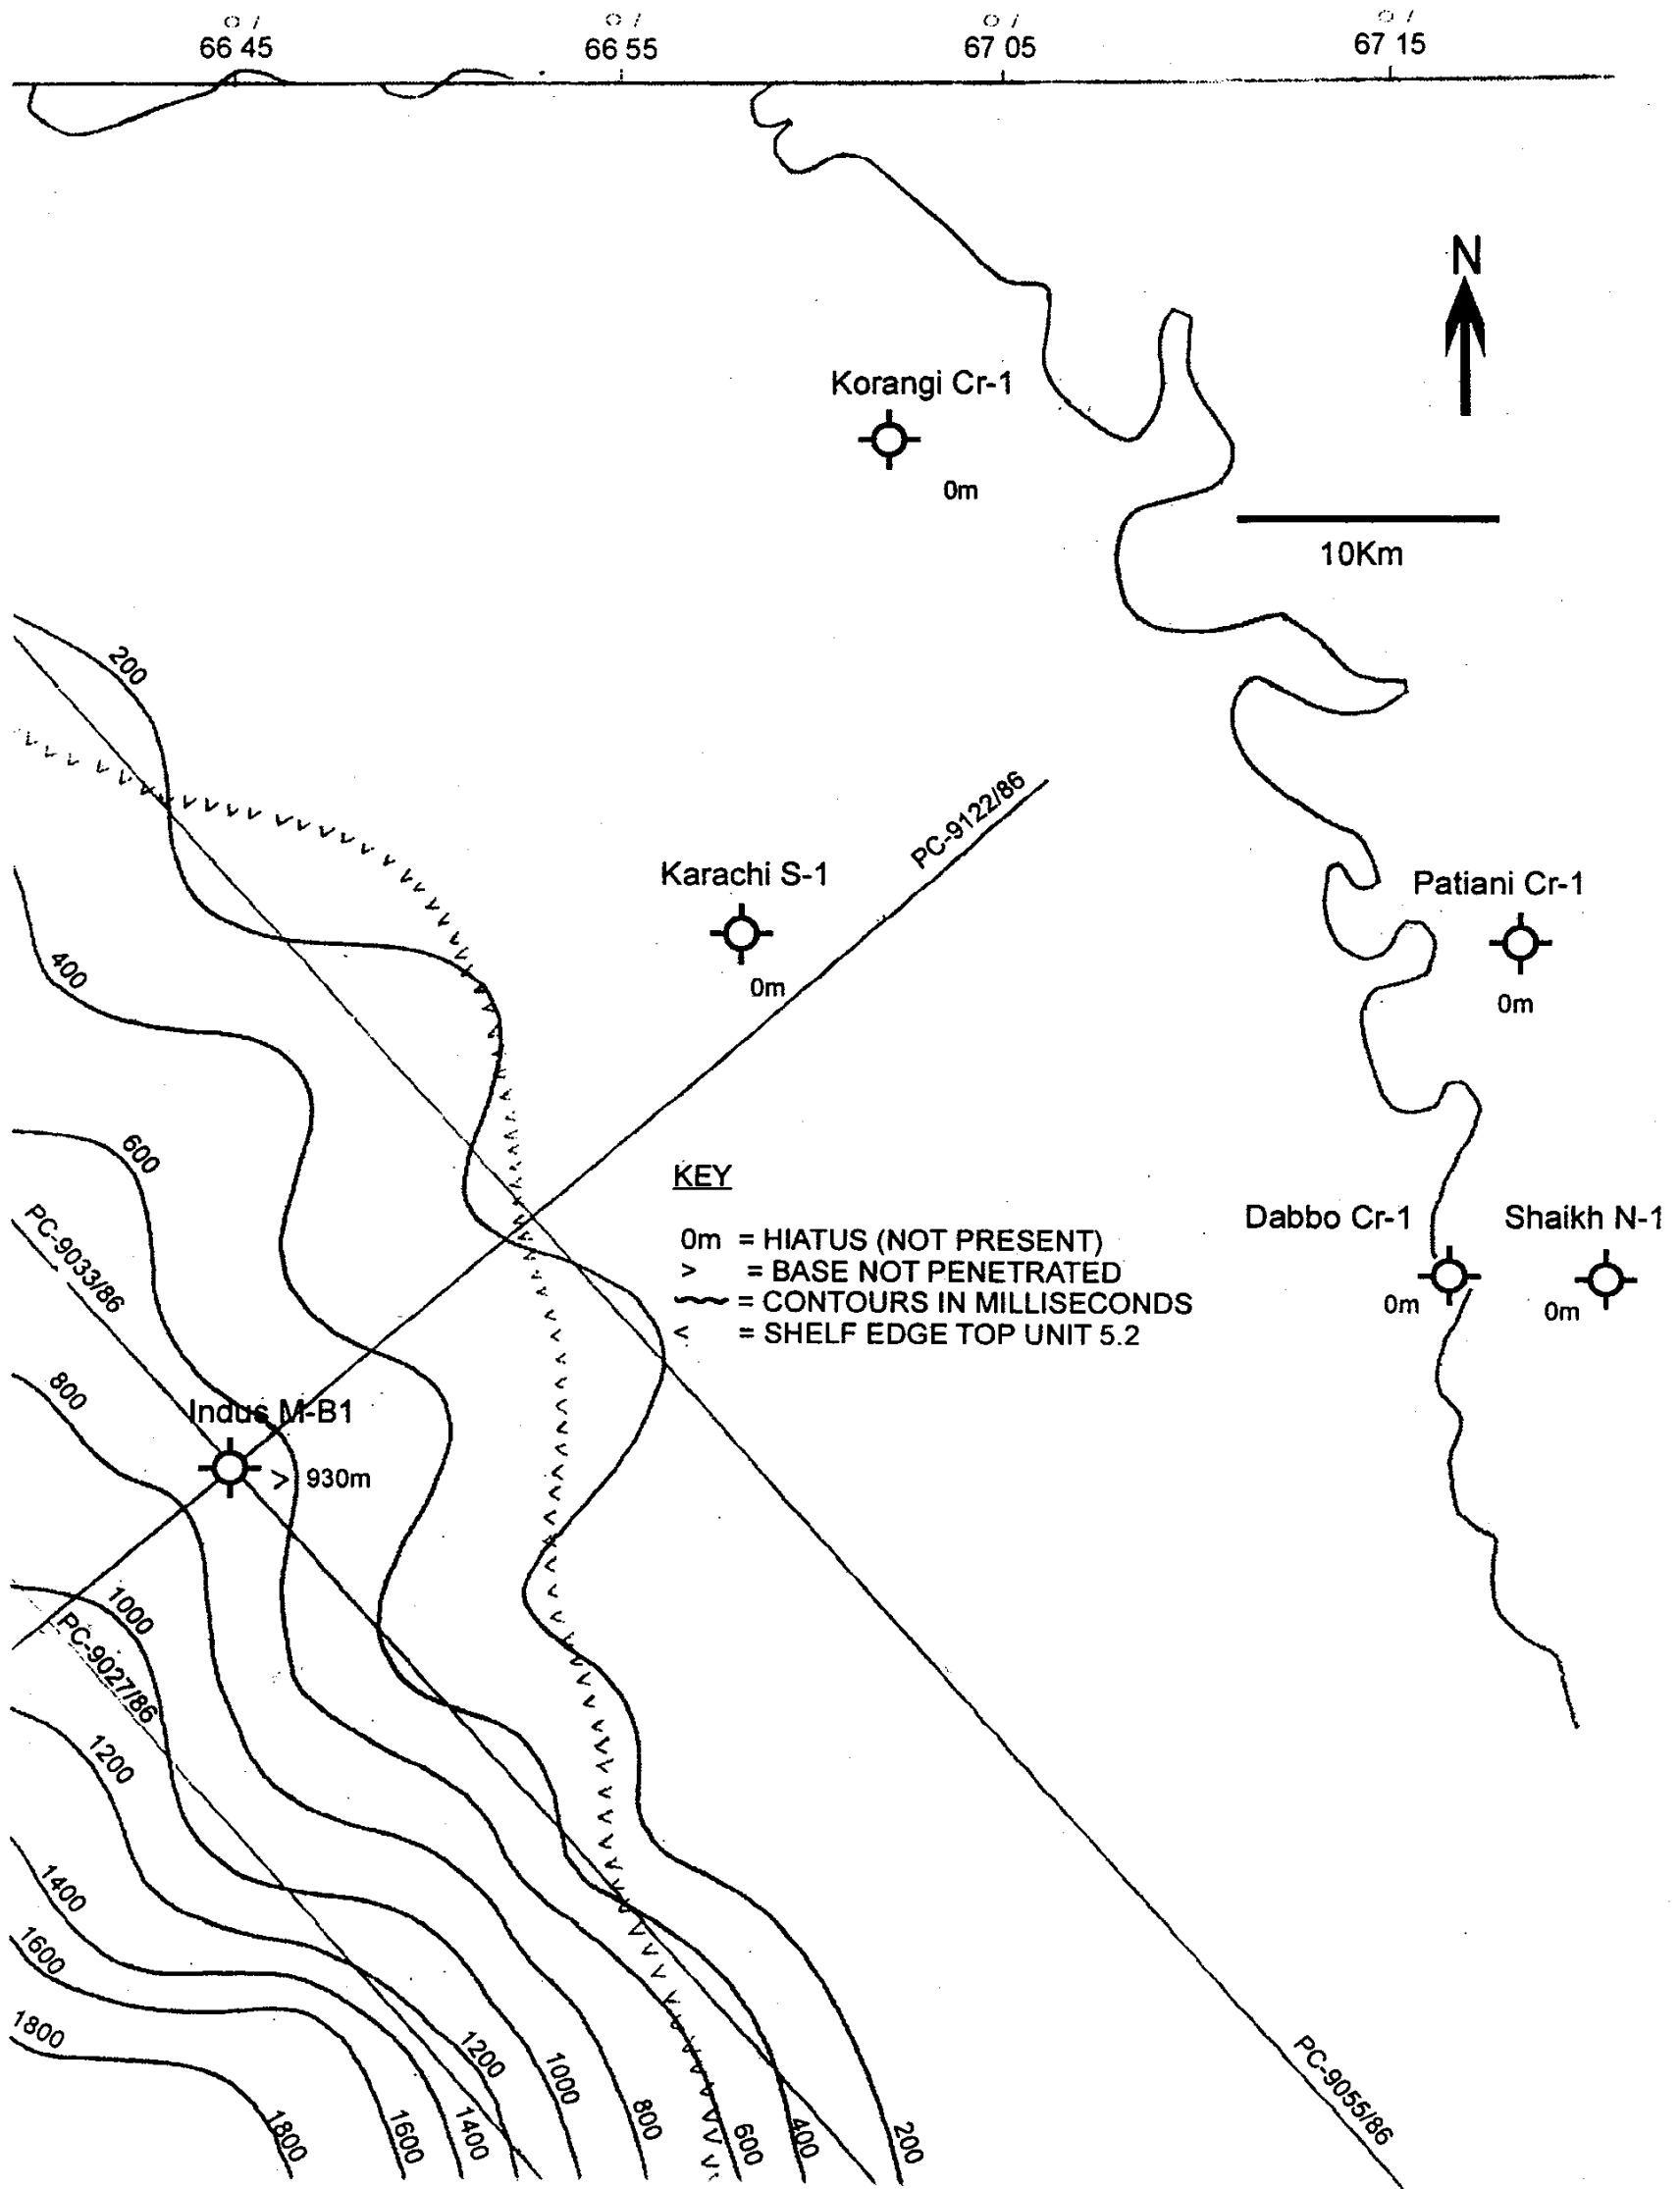 o / o / o / o /
66 45 66 55 67 05 67 15
N
Korangi Cr-1
0m
10Km
200
PC-9122/86
Karachi S-1
0m
Patiani Cr-1
0m
400
600
KEY
0m = HIATUS (NOT PRESENT)
> = BASE NOT PENETRATED
= CONTOURS IN MILLISECONDS
< = SHELF EDGE TOP UNIT 5.2
Dabbo Cr-1
0m
Shaikh N-1
0m
PC-9033/86
800
Indus M-B1
> 930m
1000
PC-9027/86
1200
1400
1600
1800
1800
1600
1400
1200
1000
800
600
400
200
PC-9055/86